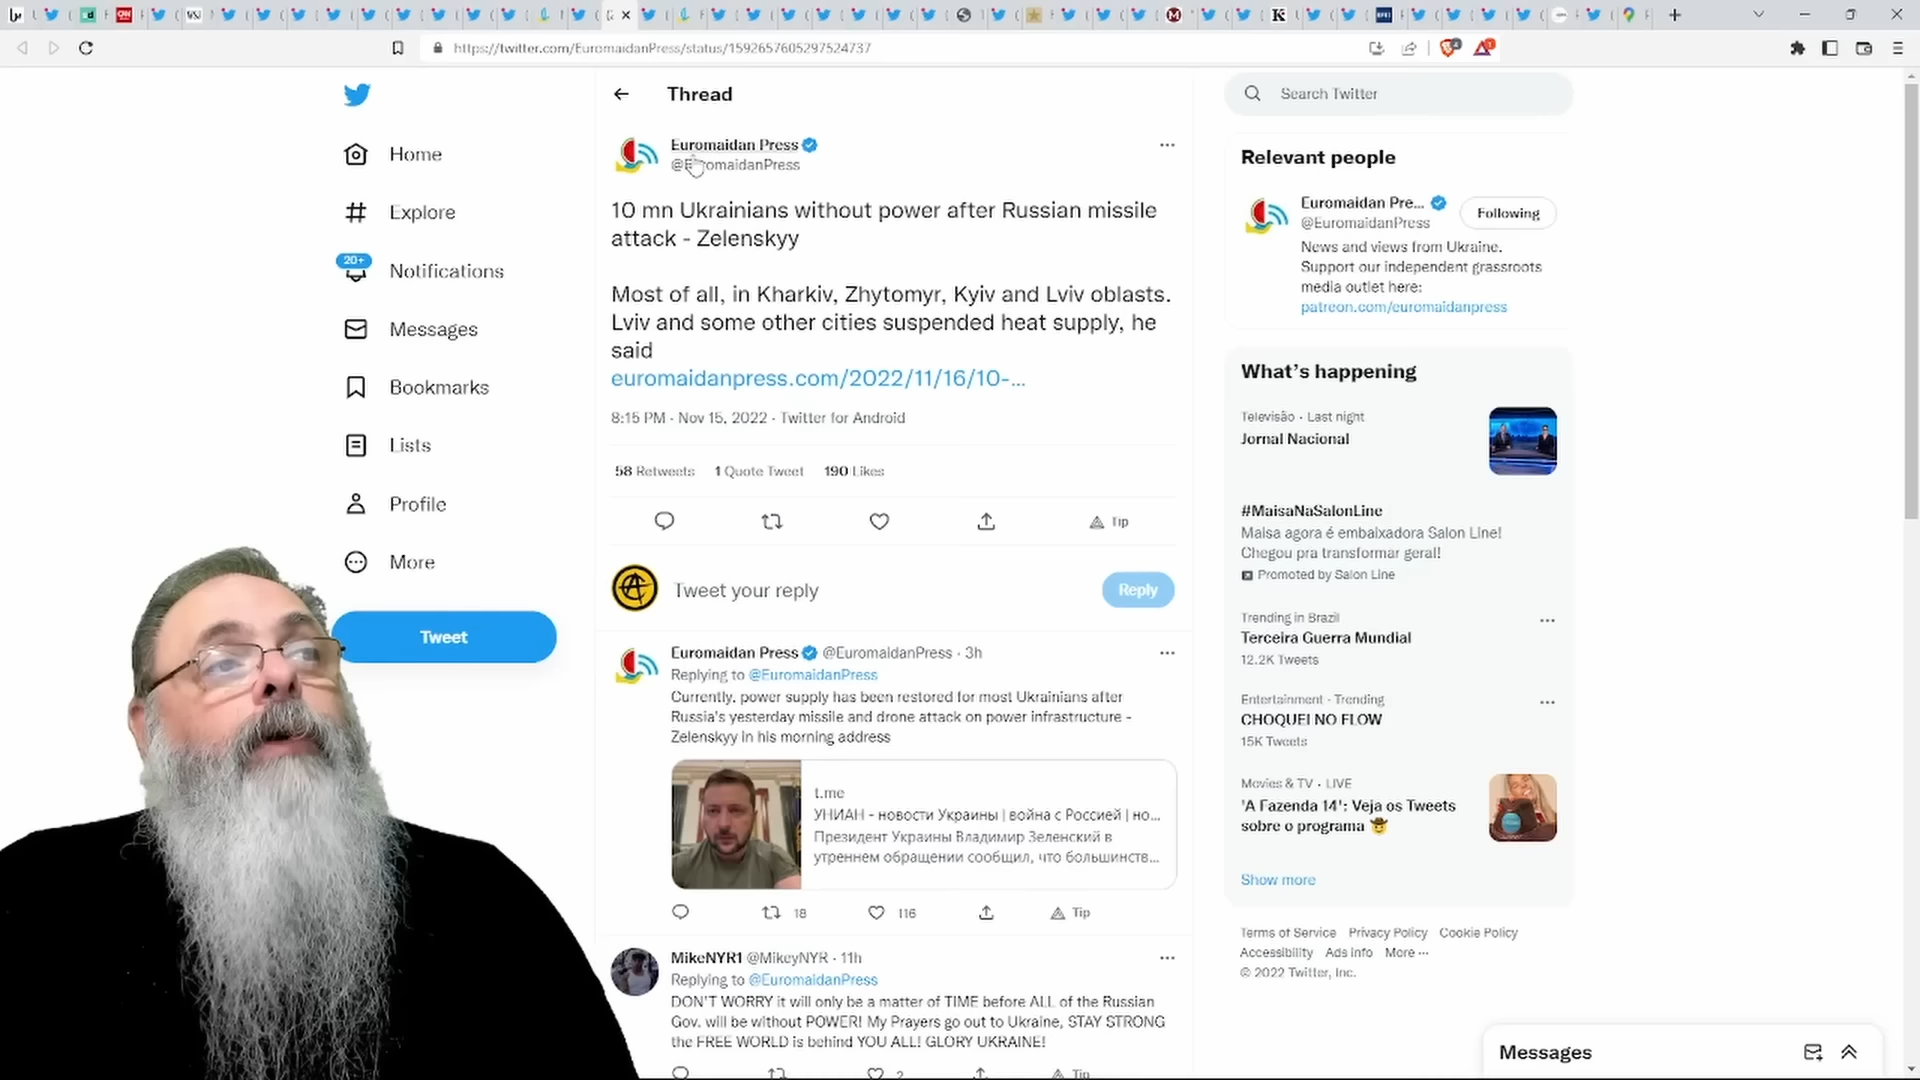 https://twitter.com/EuromaidanPress/status/1592657605297524737
Thread
Search Twitter
Home
Explore
20+
Notifications
Messages
Bookmarks
Lists
Profile
More
Tweet
Euromaidan Press
@EuromaidanPress
10 mn Ukrainians without power after Russian missile
attack - Zelenskyy
Most of all, in Kharkiv, Zhytomyr, Kyiv and Lviv oblasts.
Lviv and some other cities suspended heat supply, he
said
euromaidanpress.com/2022/11/16/10-...
8:15 PM · Nov 15, 2022 · Twitter for Android
58 Retweets 1 Quote Tweet 190 Likes
Tip
Tweet your reply
Reply
Euromaidan Press @EuromaidanPress · 3h
Replying to @EuromaidanPress
Currently, power supply has been restored for most Ukrainians after
Russia's yesterday missile and drone attack on power infrastructure -
Zelenskyy in his morning address
t.me
УНИАН - новости Украины | война с Россией | но...
Президент Украины Владимир Зеленский в
утреннем обращении сообщил, что большинств...
18 116 Tip
MikeNYR1 @MikeyNYR · 11h
Replying to @EuromaidanPress
DON'T WORRY it will only be a matter of TIME before ALL of the Russian
Gov. will be without POWER! My Prayers go out to Ukraine, STAY STRONG
the FREE WORLD is behind YOU ALL! GLORY UKRAINE!
2 Tip
Relevant people
Euromaidan Pre...
@EuromaidanPress
Following
News and views from Ukraine.
Support our independent grassroots
media outlet here:
patreon.com/euromaidanpress
What's happening
Televisão · Last night
Jornal Nacional
#MaisaNaSalonLine
Maisa agora é embaixadora Salon Line!
Chegou pra transformar geral!
Promoted by Salon Line
Trending in Brazil
Terceira Guerra Mundial
12.2K Tweets
Entertainment · Trending
CHOQUEI NO FLOW
15K Tweets
Movies & TV · LIVE
'A Fazenda 14': Veja os Tweets
sobre o programa
Show more
Terms of Service Privacy Policy Cookie Policy
Accessibility Ads info More ...
© 2022 Twitter, Inc.
Messages